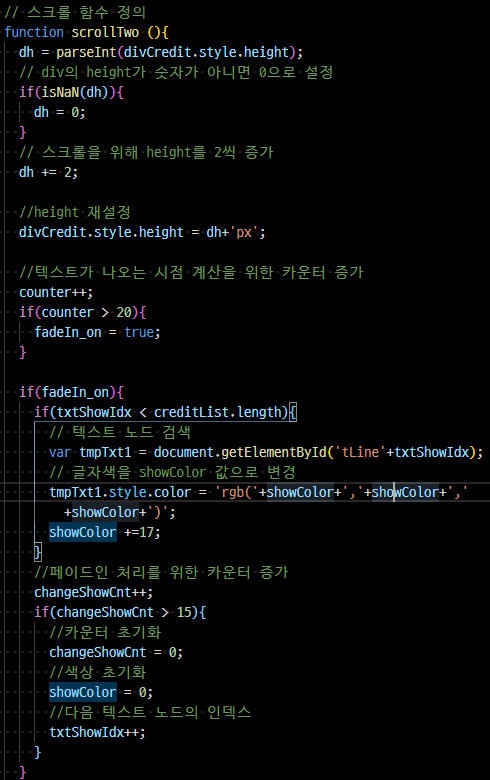 // 스크롤 함수 정의
function scrollTwo (){
dh = parseInt(divCredit.style.height);
// div의 height가 숫자가 아니면 0으로 설정
if(isNaN(dh)){
dh = 0;
}
// 스크롤을 위해 height를 2씩 증가
dh += 2;
//height 재설정
divCredit.style.height = dh+'px';
//텍스트가 나오는 시점 계산을 위한 카운터 증가
counter++;
if(counter > 20){
fadeIn_on = true;
}
if(fadeIn_on){
if(txtShowIdx < creditList.length){
// 텍스트 노드 검색
var tmpTxt1 = document.getElementById('tLine'+txtShowIdx);
// 글자색을 showColor 값으로 변경
tmpTxt1.style.color = 'rgb('+showColor+','+showColor+','
+showColor+')';
showColor +=17;
}
//페이드인 처리를 위한 카운터 증가
changeShowCnt++;
if(changeShowCnt > 15){
//카운터 초기화
changeShowCnt = 0;
//색상 초기화
showColor = 0;
//다음 텍스트 노드의 인덱스
txtShowIdx++;
}
}